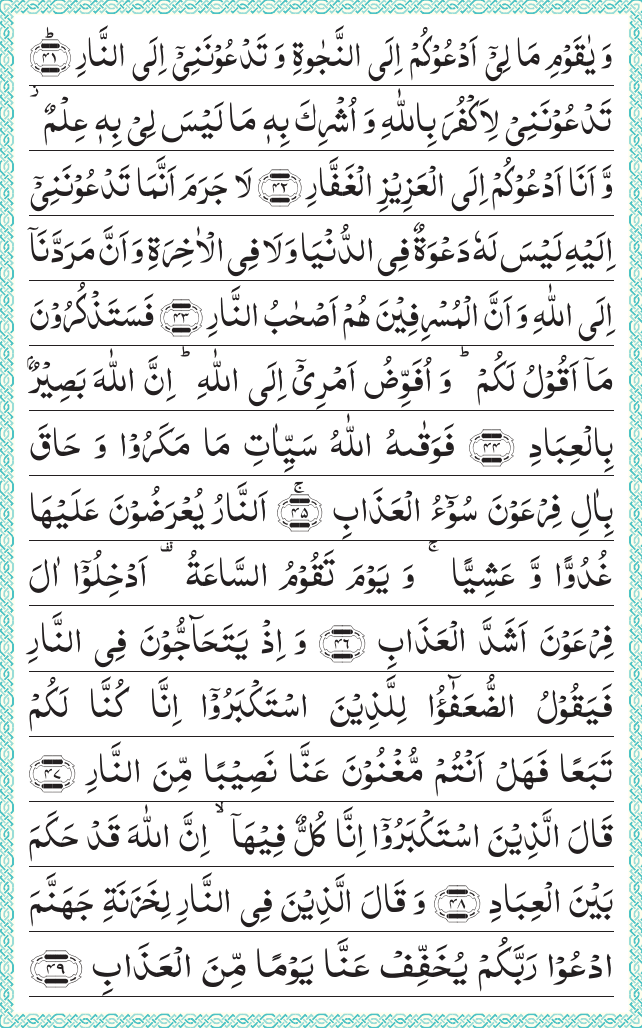 وَ یٰقَوۡمِ مَا لِیۡۤ اَدۡعُوۡکُمۡ اِلَی النَّجٰوۃِ وَ تَدۡعُوۡنَنِیۡۤ اِلَی النَّارِ ﴿ؕ۴۱﴾
تَدۡعُوۡنَنِیۡ لِاَکۡفُرَ بِاللّٰہِ وَ اُشۡرِکَ بِہٖ مَا لَیۡسَ لِیۡ بِہٖ عِلۡمٌ ۫
وَّ اَنَا اَدۡعُوۡکُمۡ اِلَی الۡعَزِیۡزِ الۡغَفَّارِ ﴿۴۲﴾ لَا جَرَمَ اَنَّمَا تَدۡعُوۡنَنِیۡۤ
اِلَیۡہِ لَیۡسَ لَہٗ دَعۡوَۃٌ فِی الدُّنۡیَا وَ لَا فِی الۡاٰخِرَۃِ وَ اَنَّ مَرَدَّنَاۤ
اِلَی اللّٰہِ وَ اَنَّ الۡمُسۡرِفِیۡنَ ہُمۡ اَصۡحٰبُ النَّارِ ﴿۴۳﴾ فَسَتَذۡکُرُوۡنَ
مَاۤ اَقُوۡلُ لَکُمۡ ؕ وَ اُفَوِّضُ اَمۡرِیۡۤ اِلَی اللّٰہِ ؕ اِنَّ اللّٰہَ بَصِیۡرٌۢ
بِالۡعِبَادِ ﴿۴۴﴾ فَوَقٰىہُ اللّٰہُ سَیِّاٰتِ مَا مَکَرُوۡا وَ حَاقَ
بِاٰلِ فِرۡعَوۡنَ سُوۡٓءُ الۡعَذَابِ ﴿ۚ۴۵﴾ اَلنَّارُ یُعۡرَضُوۡنَ عَلَیۡہَا
غُدُوًّا وَّ عَشِیًّا ۚ وَ یَوۡمَ تَقُوۡمُ السَّاعَۃُ ۟ اَدۡخِلُوۡۤا اٰلَ
فِرۡعَوۡنَ اَشَدَّ الۡعَذَابِ ﴿۴۶﴾ وَ اِذۡ یَتَحَآجُّوۡنَ فِی النَّارِ
فَیَقُوۡلُ الضُّعَفٰٓؤُا لِلَّذِیۡنَ اسۡتَکۡبَرُوۡۤا اِنَّا کُنَّا لَکُمۡ
تَبَعًا فَہَلۡ اَنۡتُمۡ مُّغۡنُوۡنَ عَنَّا نَصِیۡبًا مِّنَ النَّارِ ﴿۴۷﴾
قَالَ الَّذِیۡنَ اسۡتَکۡبَرُوۡۤا اِنَّا کُلٌّ فِیۡہَاۤ ۙ اِنَّ اللّٰہَ قَدۡ حَکَمَ
بَیۡنَ الۡعِبَادِ ﴿۴۸﴾ وَ قَالَ الَّذِیۡنَ فِی النَّارِ لِخَزَنَۃِ جَہَنَّمَ
ادۡعُوۡا رَبَّکُمۡ یُخَفِّفۡ عَنَّا یَوۡمًا مِّنَ الۡعَذَابِ ﴿۴۹﴾